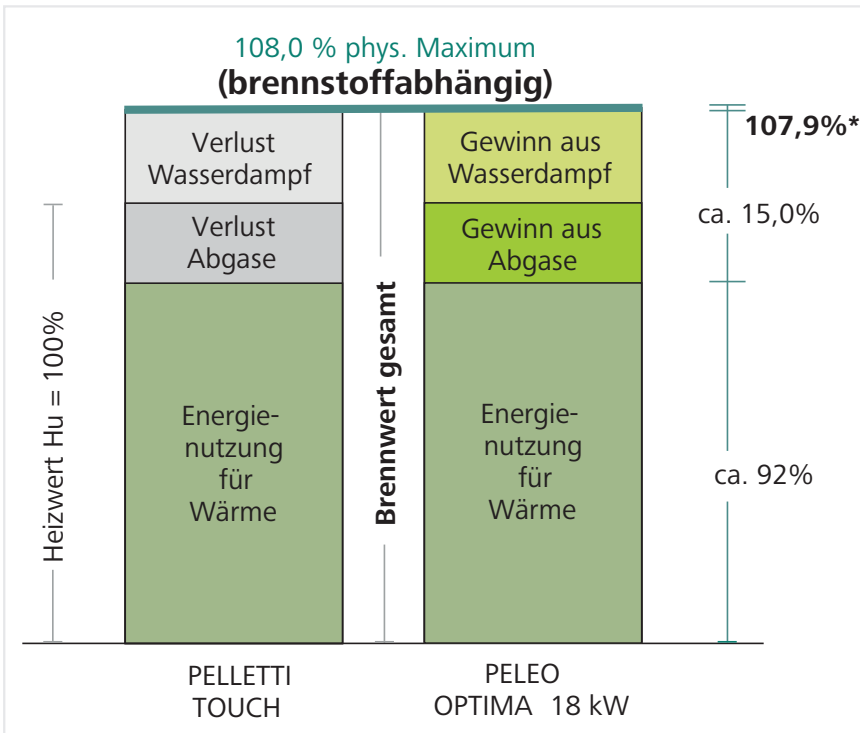 108,0 % phys. Maximum
(brennstoffabhängig)
107,9%*
Verlust
Wasserdampf
Gewinn aus
Wasserdampf
ca. 15,0%
Verlust
Abgase
Gewinn aus
Abgase
Heizwert Hu = 100%
Brennwert gesamt
Energie-
nutzung
für
Wärme
Energie-
nutzung
für
Wärme
ca. 92%
PELLETTI
TOUCH
PELEO
OPTIMA 18 kW